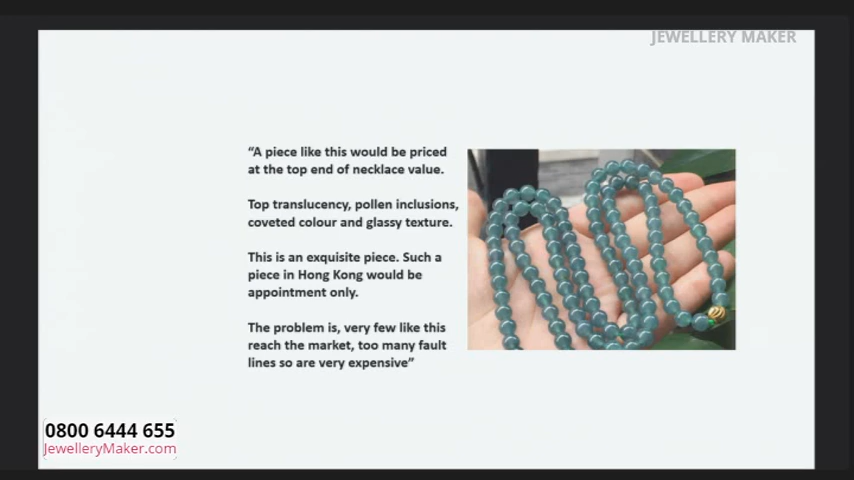 JEWELLERY MAKER
“A piece like this would be priced
at the top end of necklace value.
Top translucency, pollen inclusions,
coveted colour and glassy texture.
This is an exquisite piece. Such a
piece in Hong Kong would be
appointment only.
The problem is, very few like this
reach the market, too many fault
lines so are very expensive”
0800 6444 655
JewelleryMaker.com